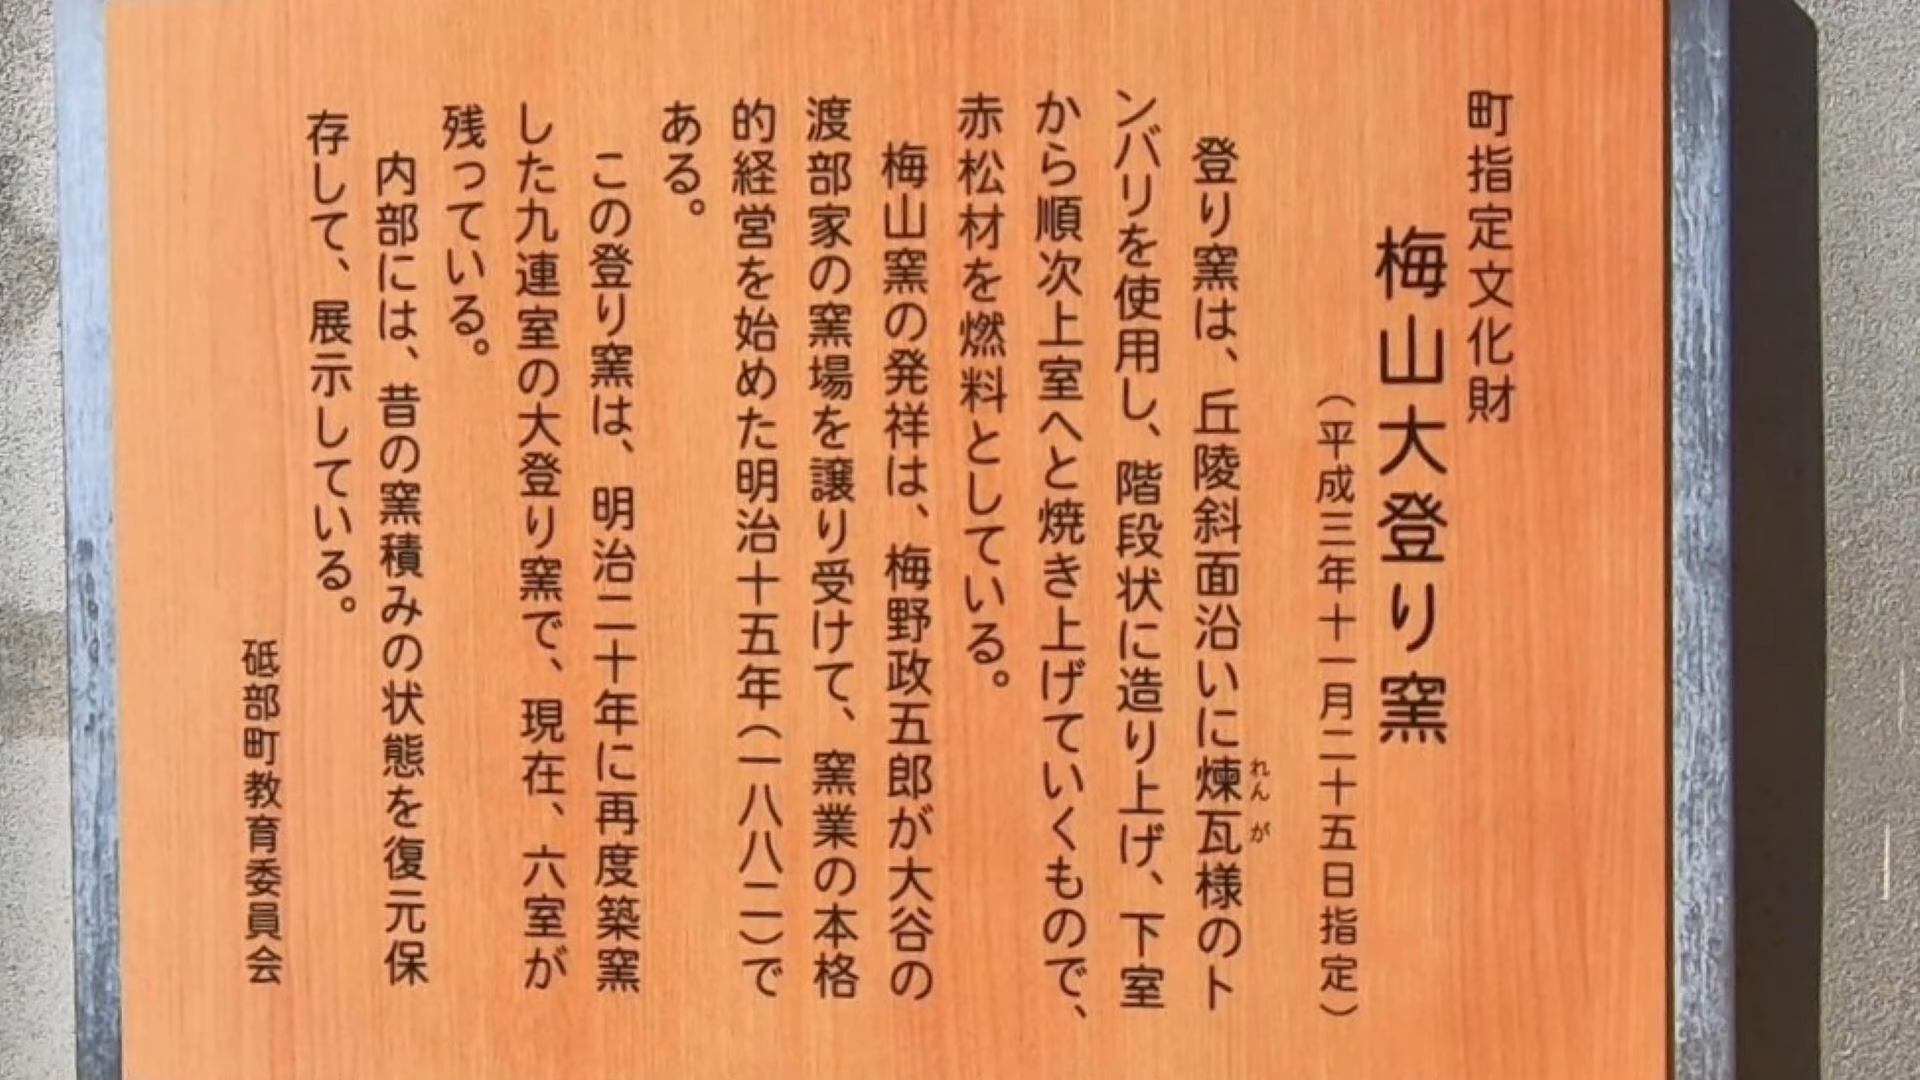 町指定文化財
梅山大登り窯
（平成三年十一月二十五日指定）
登り窯は、丘陵斜面沿いに煉瓦様のト
れんが
ンバリを使用し、階段状に造り上げ、下室
から順次上室へと焼き上げていくもので、
赤松材を燃料としている。
梅山窯の発祥は、梅野政五郎が大谷の
渡部家の窯場を譲り受けて、窯業の本格
的経営を始めた明治十五年（一八八二）で
ある。
この登り窯は、明治二十年に再度築窯
した九連室の大登り窯で、現在、六室が
残っている。
内部には、昔の窯積みの状態を復元保
存して、展示している。
砥部町教育委員会